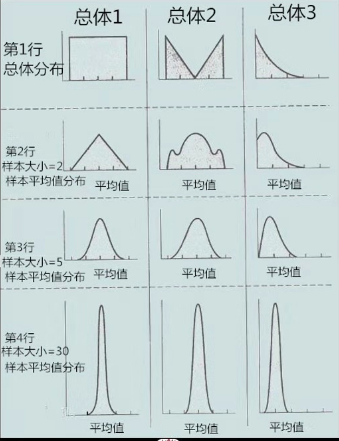 总体1 总体2 总体3
第1行
总体分布
第2行
样本大小=2
样本平均值分布
平均值 平均值 平均值
第3行
样本大小=5
样本平均值分布
平均值 平均值 平均值
第4行
样本大小=30
样本平均值分布
平均值 平均值 平均值